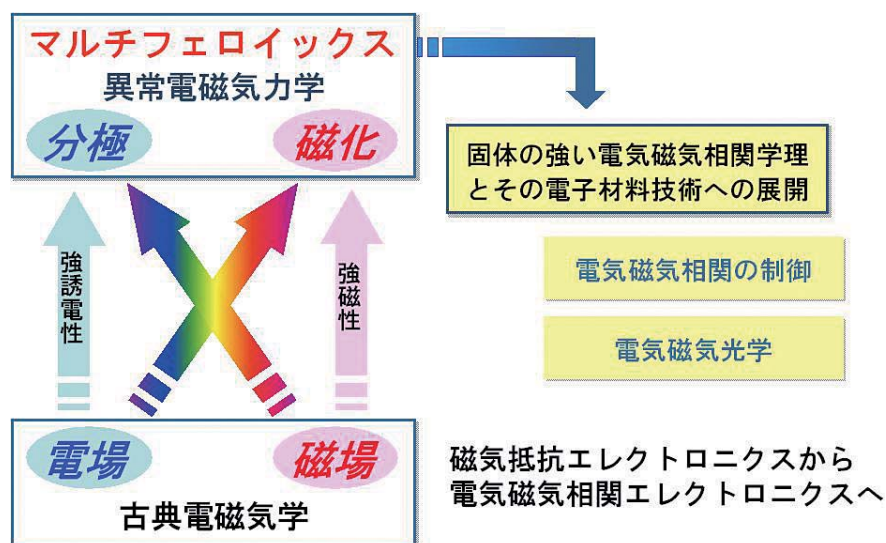 マルチフェロイックス
異常電磁気力学
分極
磁化
固体の強い電気磁気相関学理
とその電子材料技術への展開
強誘電性
強磁性
電気磁気相関の制御
電気磁気光学
電場
磁場
古典電磁気学
磁気抵抗エレクトロニクスから
電気磁気相関エレクトロニクスへ